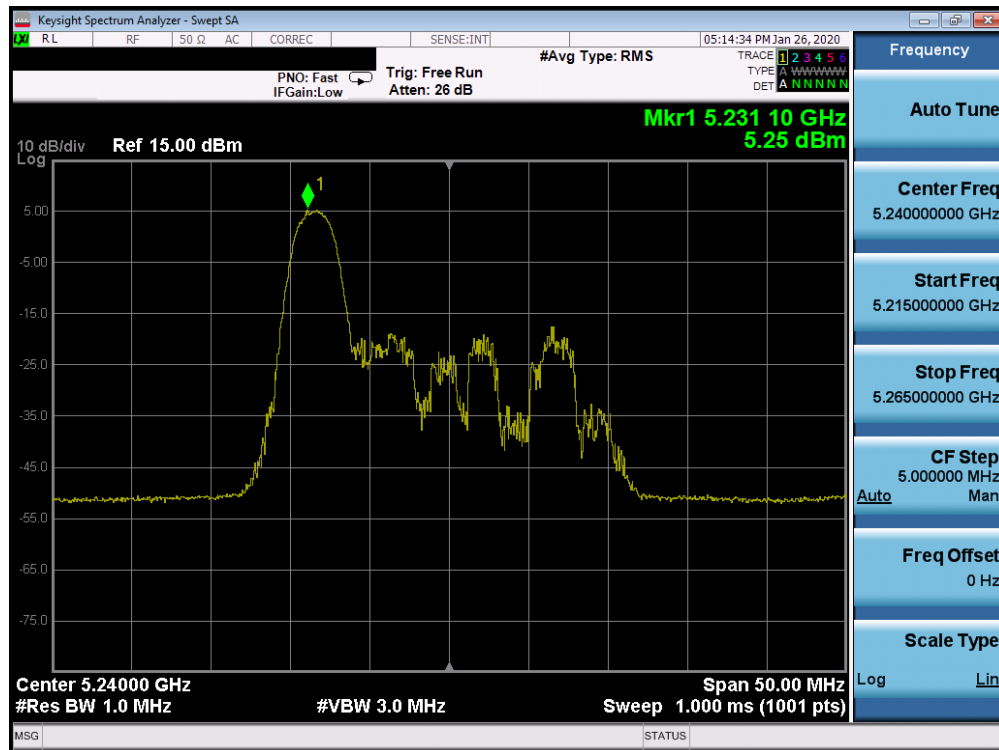 Keysight Spectrum Analyzer - Swept SA
LXI RL RF 50 Ω AC CORREC SENSE:INT 05:14:34 PM Jan 26, 2020
PNO: Fast
IFGain:Low
Trig: Free Run
Atten: 26 dB
#Avg Type: RMS
TRACE 1 2 3 4 5 6
TYPE A WWWWW
DET A N N N N N
Mkr1 5.231 10 GHz
5.25 dBm
10 dB/div
Log
Ref 15.00 dBm
1
5.00
-5.00
-15.0
-25.0
-35.0
-45.0
-55.0
-65.0
-75.0
Center 5.24000 GHz
#Res BW 1.0 MHz
#VBW 3.0 MHz
Span 50.00 MHz
Sweep 1.000 ms (1001 pts)
MSG
STATUS
Frequency
Auto Tune
Center Freq
5.240000000 GHz
Start Freq
5.215000000 GHz
Stop Freq
5.265000000 GHz
CF Step
5.000000 MHz
Auto Man
Freq Offset
0 Hz
Scale Type
Log Lin